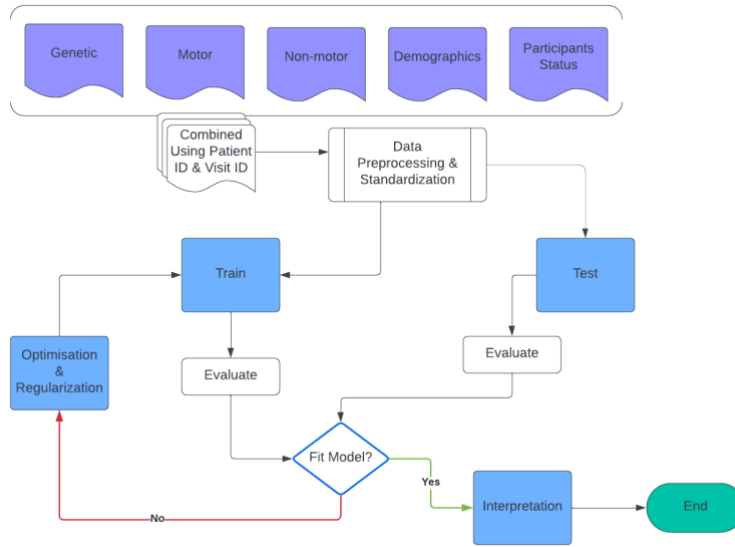 Genetic
Motor
Non-motor
Demographics
Participants
Status
Combined
Using Patient
ID & Visit ID
Data
Preprocessing &
Standardization
Train
Test
Optimisation
&
Regularization
Evaluate
Evaluate
Fit Model?
Yes
No
Interpretation
End